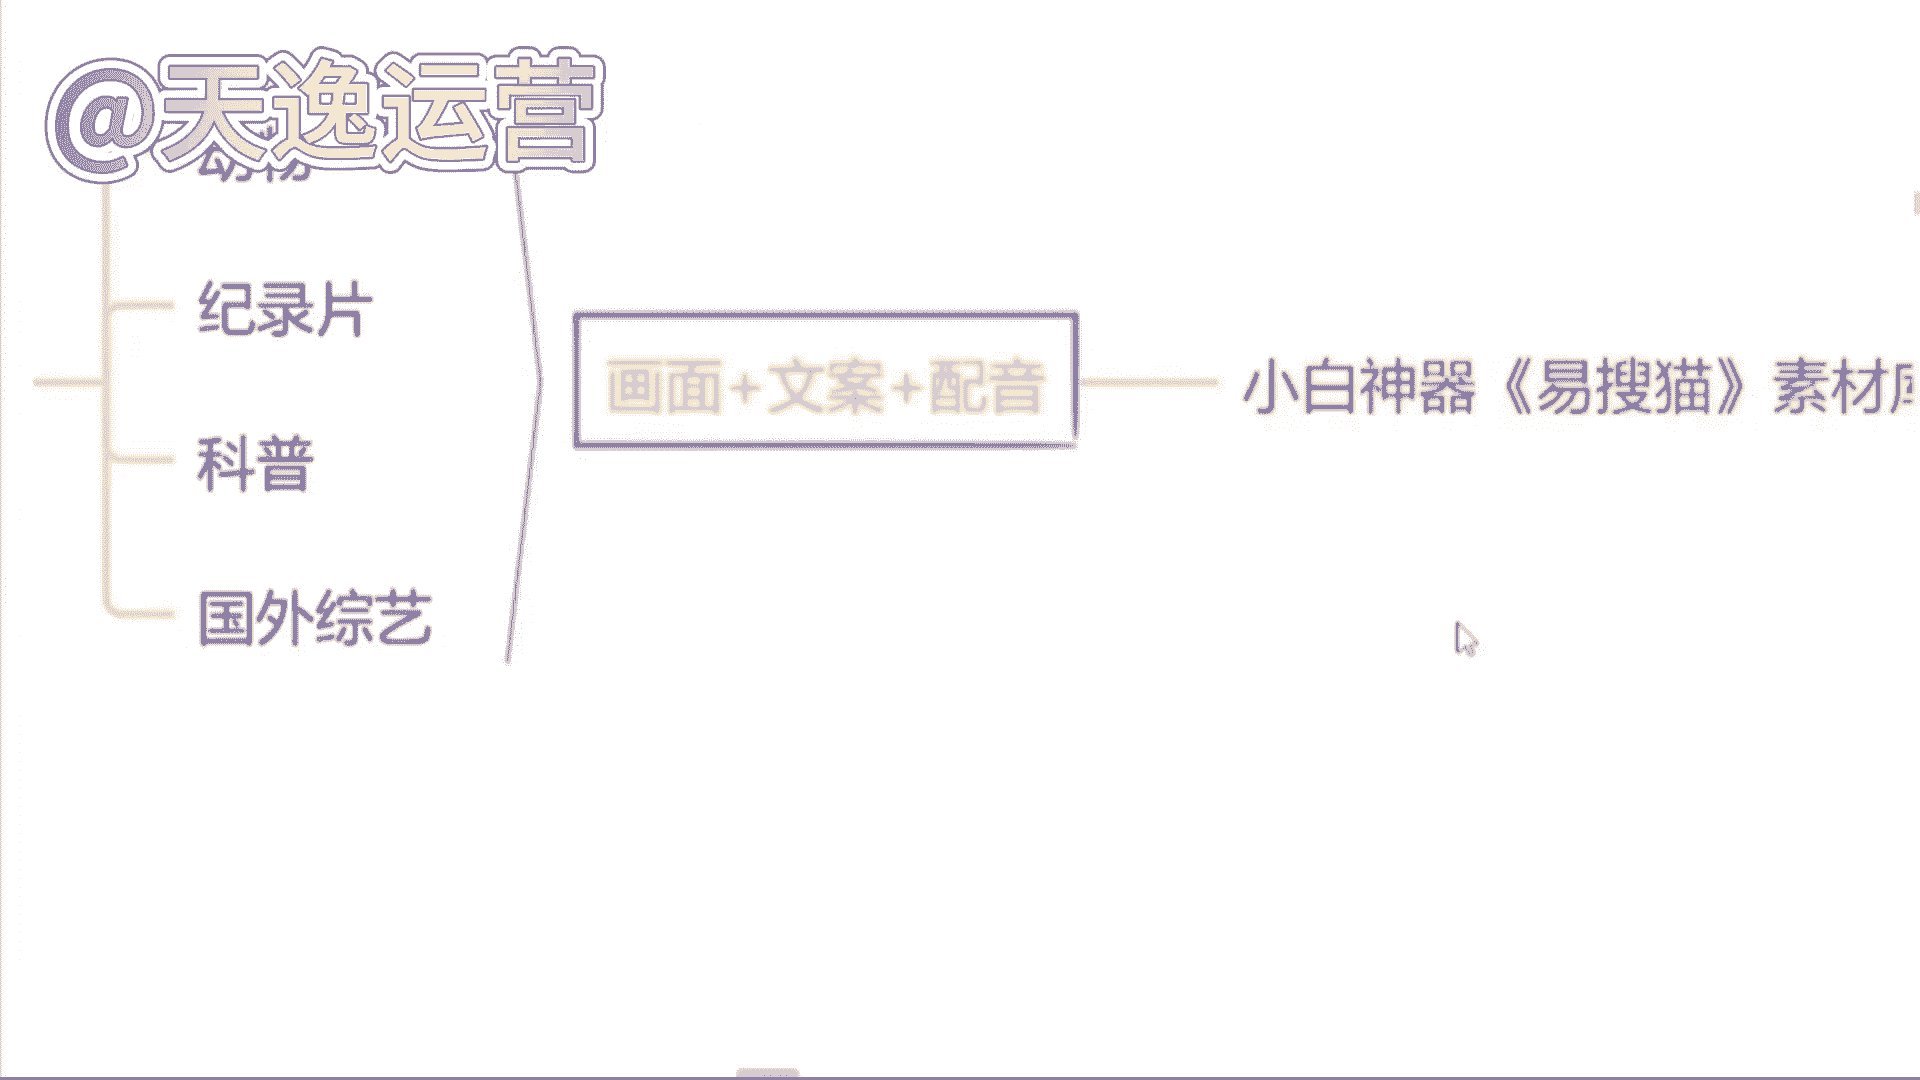 @天逸运营
纪录片
画面+文案+配音
小白神器《易搜猫》素材
科普
国外综艺